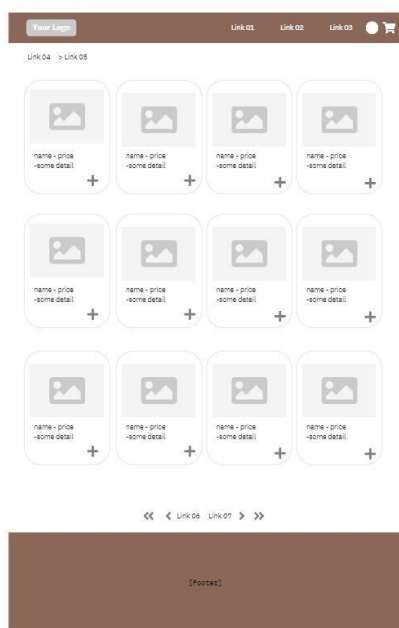 Your Logo Link 01 Link 02 Link 03
Link 04 > Link 05
name - price name - price name - price name - price
-some detail -some detail -some detail -some detail
name - price name - price name - price name - price
-some detail -some detail -some detail -some detail
name - price name - price name - price name - price
-some detail -some detail -some detail -some detail
Link 06 Link 07
[Footer]